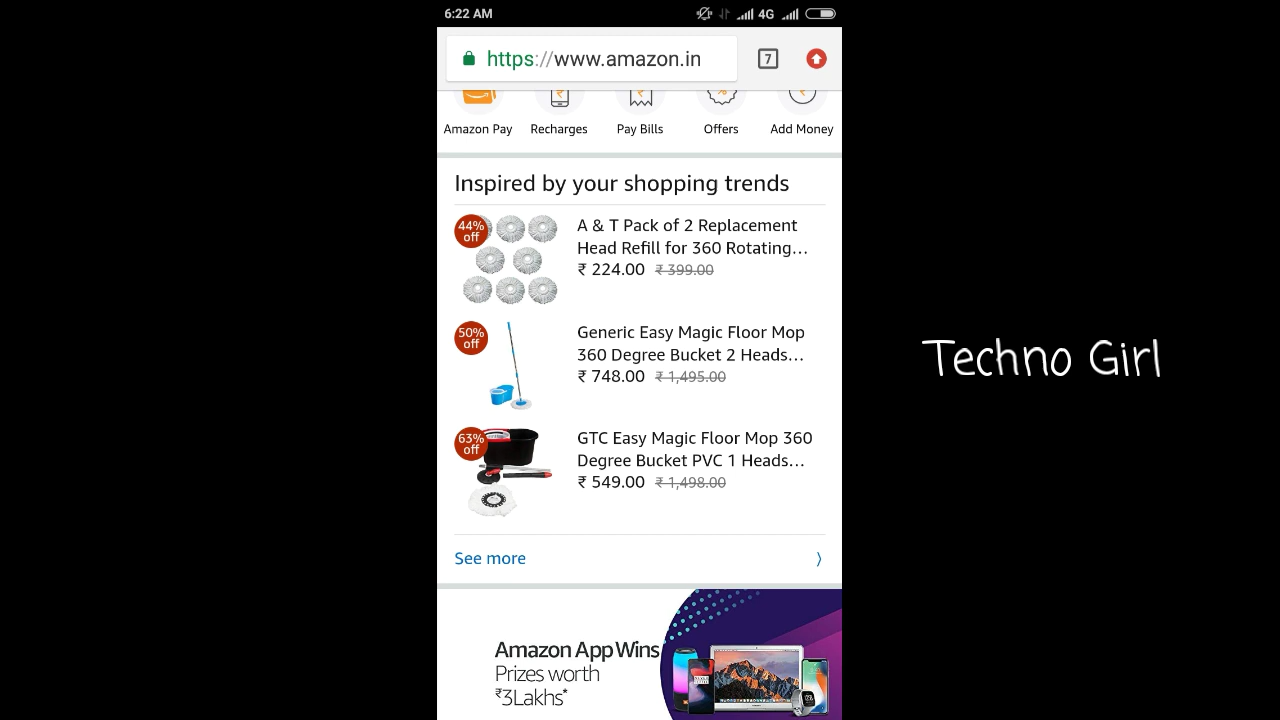 6:22 AM
4G
https://www.amazon.in
7
Amazon Pay
Recharges
Pay Bills
Offers
Add Money
Inspired by your shopping trends
44%
off
A & T Pack of 2 Replacement
Head Refill for 360 Rotating...
₹ 224.00 ₹ 399.00
50%
off
Generic Easy Magic Floor Mop
360 Degree Bucket 2 Heads...
₹ 748.00 ₹ 1,495.00
63%
off
GTC Easy Magic Floor Mop 360
Degree Bucket PVC 1 Heads...
₹ 549.00 ₹ 1,498.00
See more
Amazon App Wins
Prizes worth
₹3Lakhs*
Techno Girl